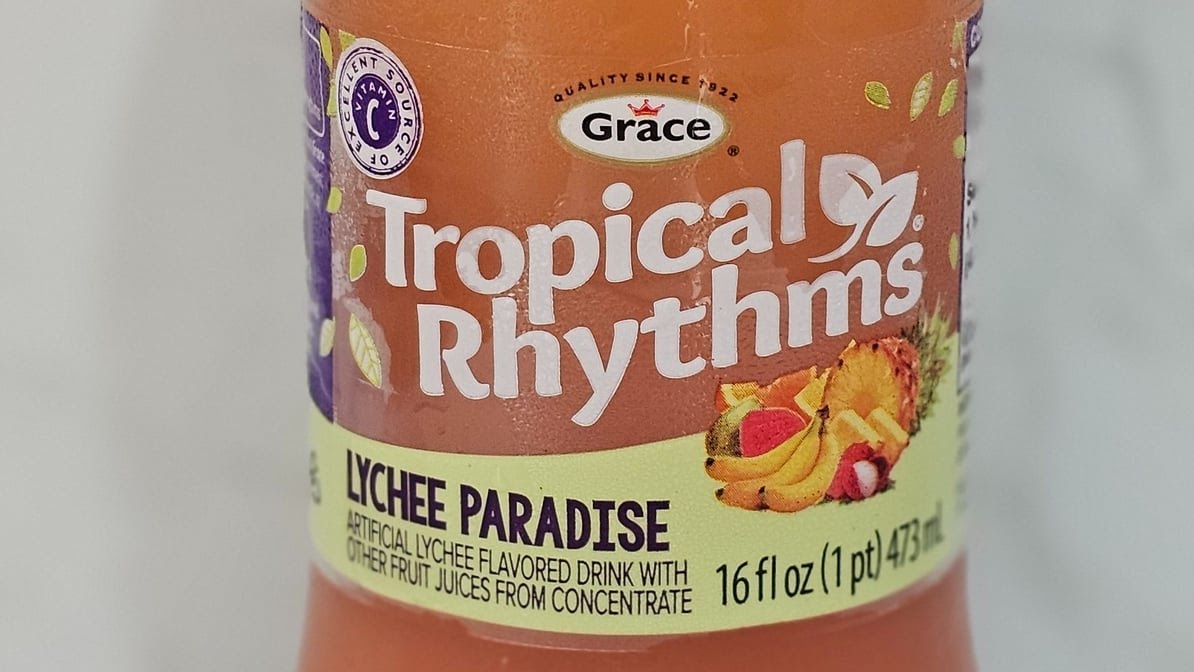 EXCELLENT SOURCE OF
VITAMIN
C
QUALITY SINCE 1922
Grace®
Tropical
Rhythms®
LYCHEE PARADISE
ARTIFICIAL LYCHEE FLAVORED DRINK WITH
OTHER FRUIT JUICES FROM CONCENTRATE
16 fl oz (1 pt) 473 mL